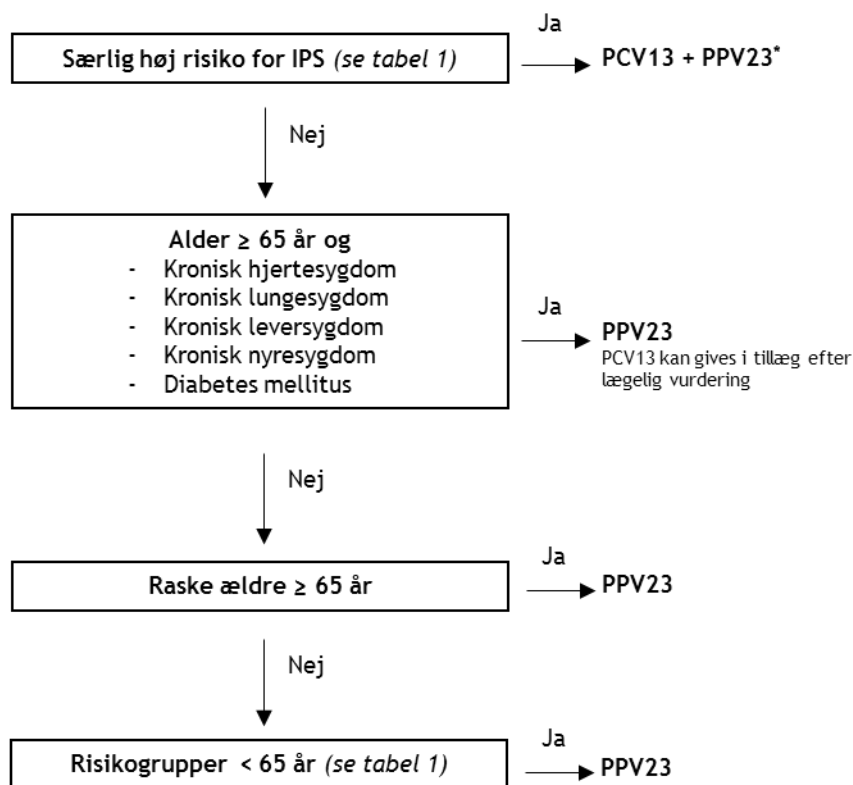 Ja
Særlig høj risiko for IPS (se tabel 1)
PCV13 + PPV23*
Nej
Alder ≥ 65 år og
- Kronisk hjertesygdom
- Kronisk lungesygdom
- Kronisk leversygdom
- Kronisk nyresygdom
- Diabetes mellitus
Ja
PPV23
PCV13 kan gives i tillæg efter
lægelig vurdering
Nej
Raske ældre ≥ 65 år
Ja
PPV23
Nej
Risikogrupper < 65 år (se tabel 1)
Ja
PPV23